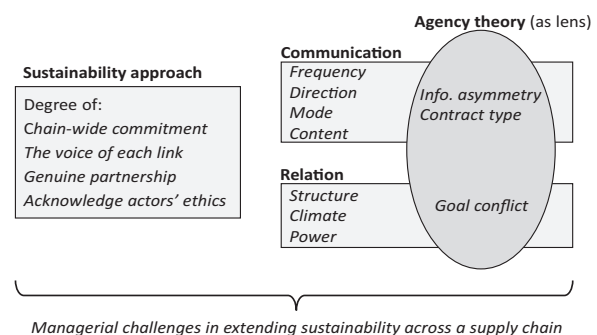 Agency theory (as lens)
Sustainability approach
Degree of:
Chain-wide commitment
The voice of each link
Genuine partnership
Acknowledge actors' ethics
Communication
Frequency
Direction
Mode
Content
Info. asymmetry
Contract type
Relation
Structure
Climate
Power
Goal conflict
Managerial challenges in extending sustainability across a supply chain